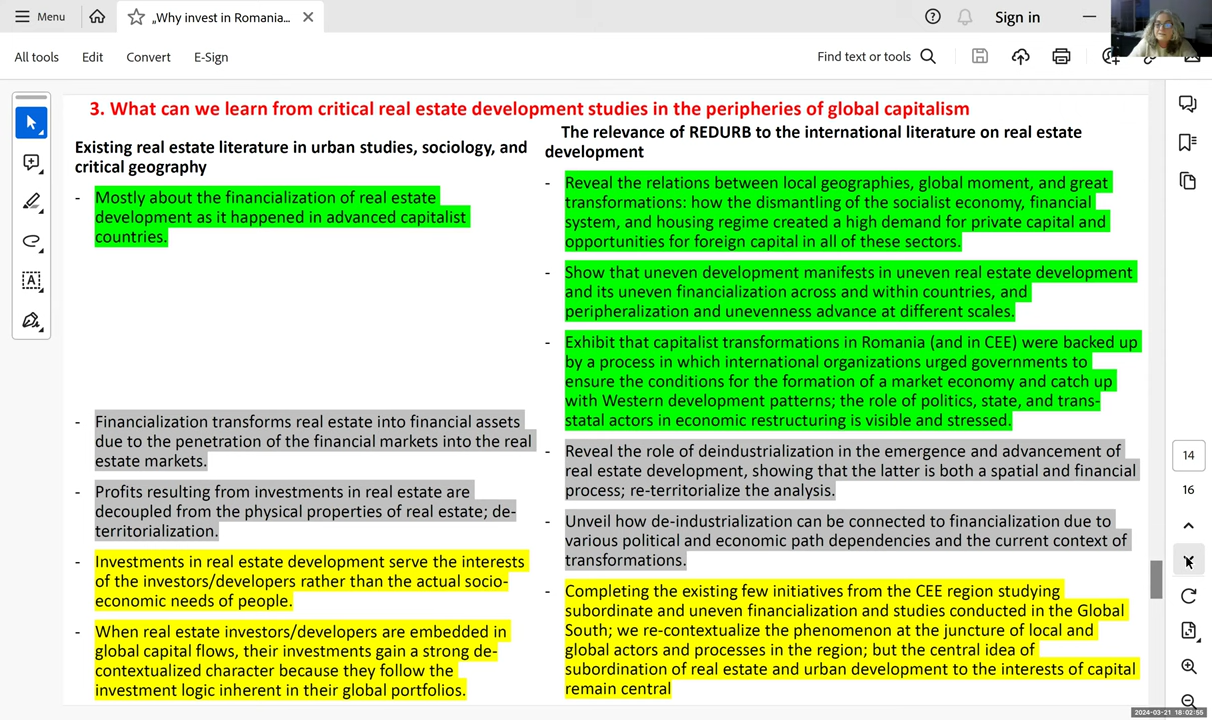 Menu
„Why invest in Romania...
Sign in
All tools
Edit
Convert
E-Sign
Find text or tools
3. What can we learn from critical real estate development studies in the peripheries of global capitalism
Existing real estate literature in urban studies, sociology, and
critical geography
- Mostly about the financialization of real estate
development as it happened in advanced capitalist
countries.
- Financialization transforms real estate into financial assets
due to the penetration of the financial markets into the real
estate markets.
- Profits resulting from investments in real estate are
decoupled from the physical properties of real estate; de-
territorialization.
- Investments in real estate development serve the interests
of the investors/developers rather than the actual socio-
economic needs of people.
- When real estate investors/developers are embedded in
global capital flows, their investments gain a strong de-
contextualized character because they follow the
investment logic inherent in their global portfolios.
The relevance of REDURB to the international literature on real estate
development
- Reveal the relations between local geographies, global moment, and great
transformations: how the dismantling of the socialist economy, financial
system, and housing regime created a high demand for private capital and
opportunities for foreign capital in all of these sectors.
- Show that uneven development manifests in uneven real estate development
and its uneven financialization across and within countries, and
peripheralization and unevenness advance at different scales.
- Exhibit that capitalist transformations in Romania (and in CEE) were backed up
by a process in which international organizations urged governments to
ensure the conditions for the formation of a market economy and catch up
with Western development patterns; the role of politics, state, and trans-
statal actors in economic restructuring is visible and stressed.
- Reveal the role of deindustrialization in the emergence and advancement of
real estate development, showing that the latter is both a spatial and financial
process; re-territorialize the analysis.
- Unveil how de-industrialization can be connected to financialization due to
various political and economic path dependencies and the current context of
transformations.
- Completing the existing few initiatives from the CEE region studying
subordinate and uneven financialization and studies conducted in the Global
South; we re-contextualize the phenomenon at the juncture of local and
global actors and processes in the region; but the central idea of
subordination of real estate and urban development to the interests of capital
remain central
14
16
2024-03-21 18:02:55